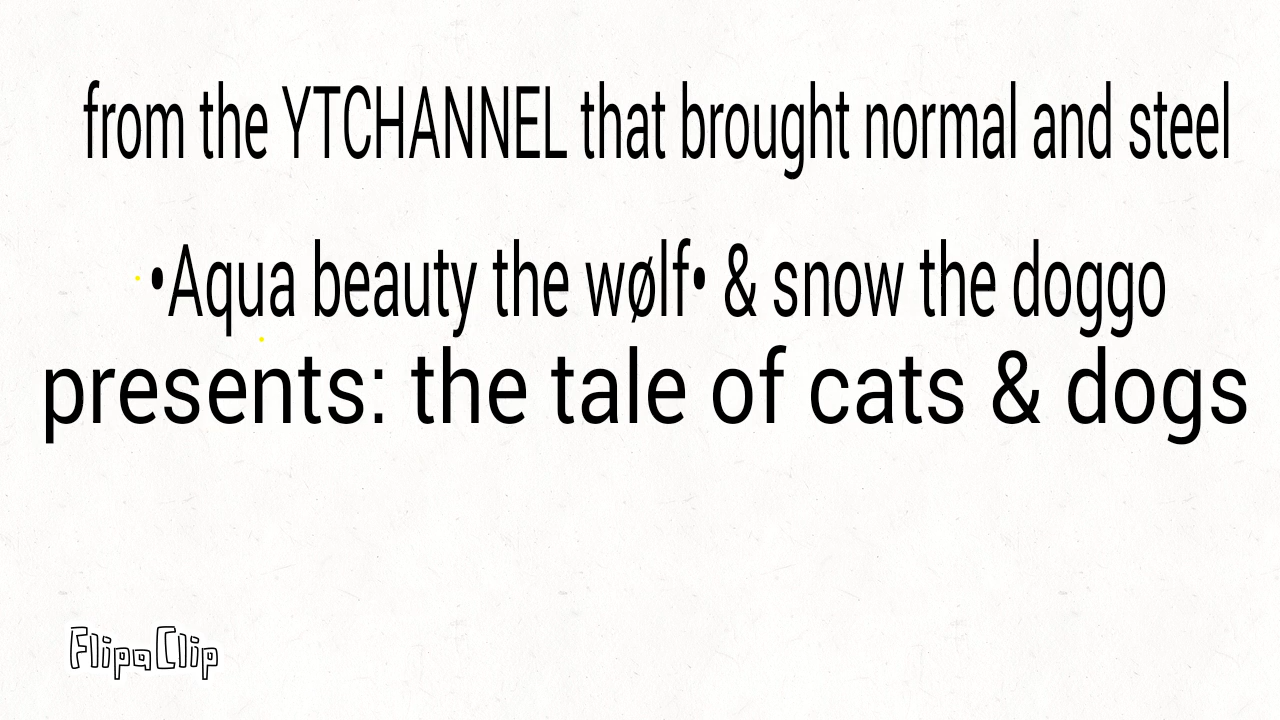 from the YTCHANNEL that brought normal and steel
•Aqua beauty the wølf• & snow the doggo
presents: the tale of cats & dogs
FlipaClip